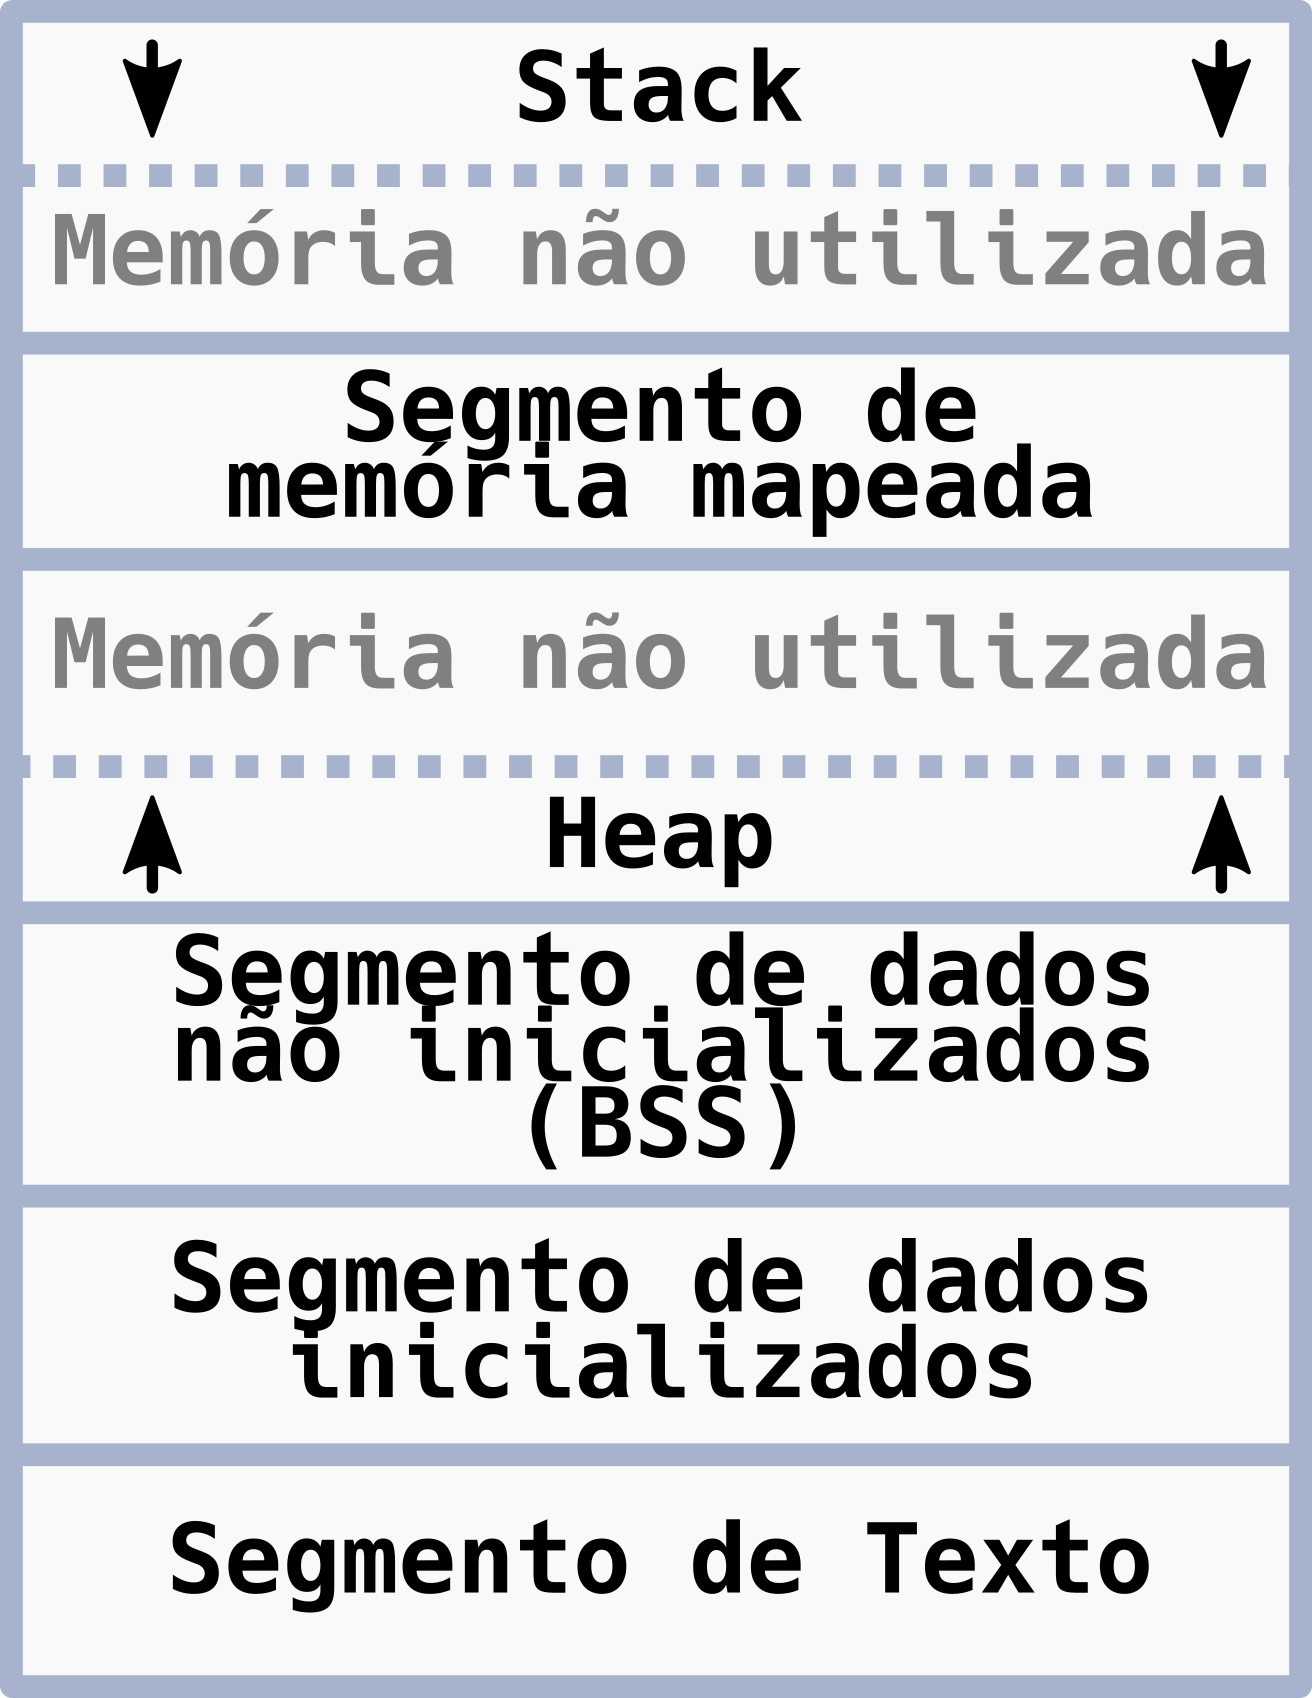 Stack
Memória não utilizada
Segmento de
memória mapeada
Memória não utilizada
Heap
Segmento de dados
não inicializados
(BSS)
Segmento de dados
inicializados
Segmento de Texto